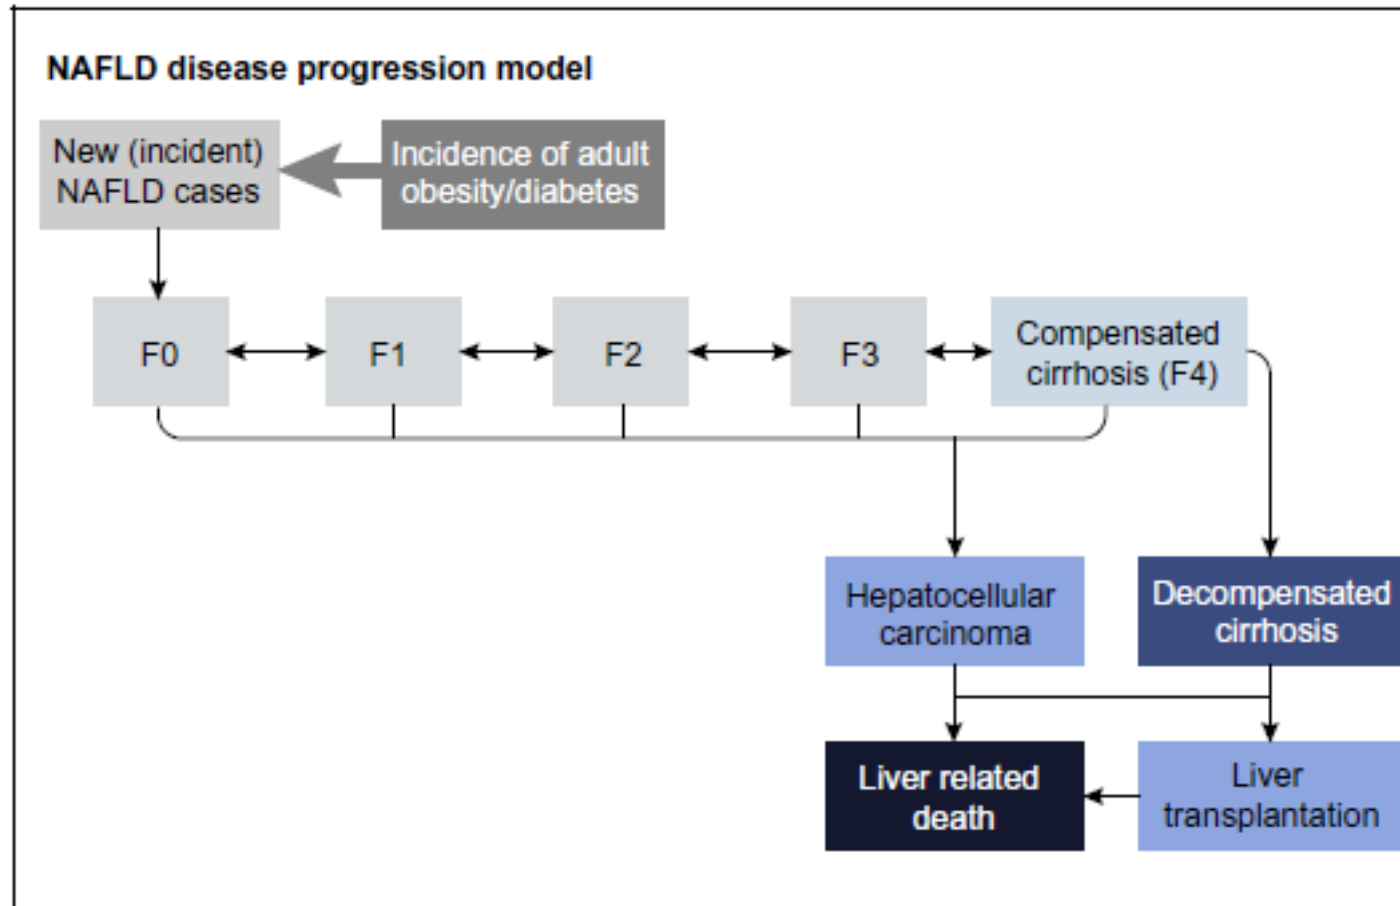 NAFLD disease progression model
New (incident)
NAFLD cases
Incidence of adult
obesity/diabetes
F0
F1
F2
F3
Compensated
cirrhosis (F4)
Hepatocellular
carcinoma
Decompensated
cirrhosis
Liver related
death
Liver
transplantation